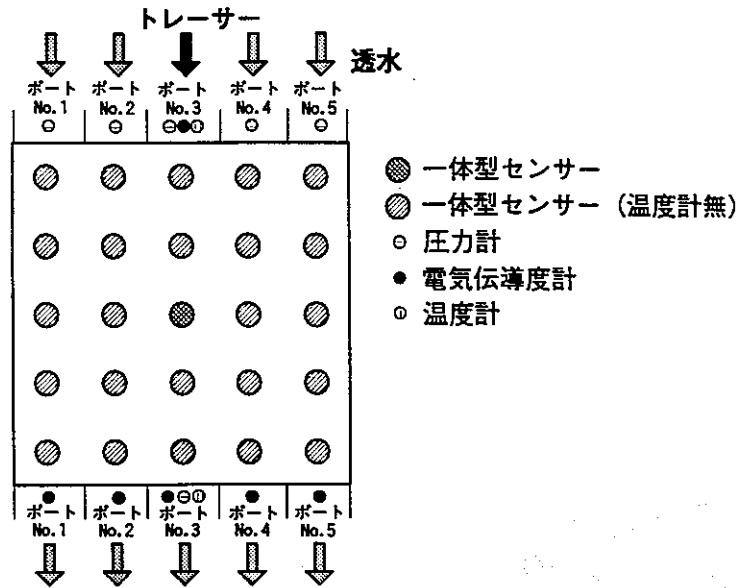 トレーサー
透水
ポート ポート ポート ポート ポート
No.1 No.2 No.3 No.4 No.5
一体型センサー
一体型センサー (温度計無)
圧力計
電気伝導度計
温度計
ポート ポート ポート ポート ポート
No.1 No.2 No.3 No.4 No.5